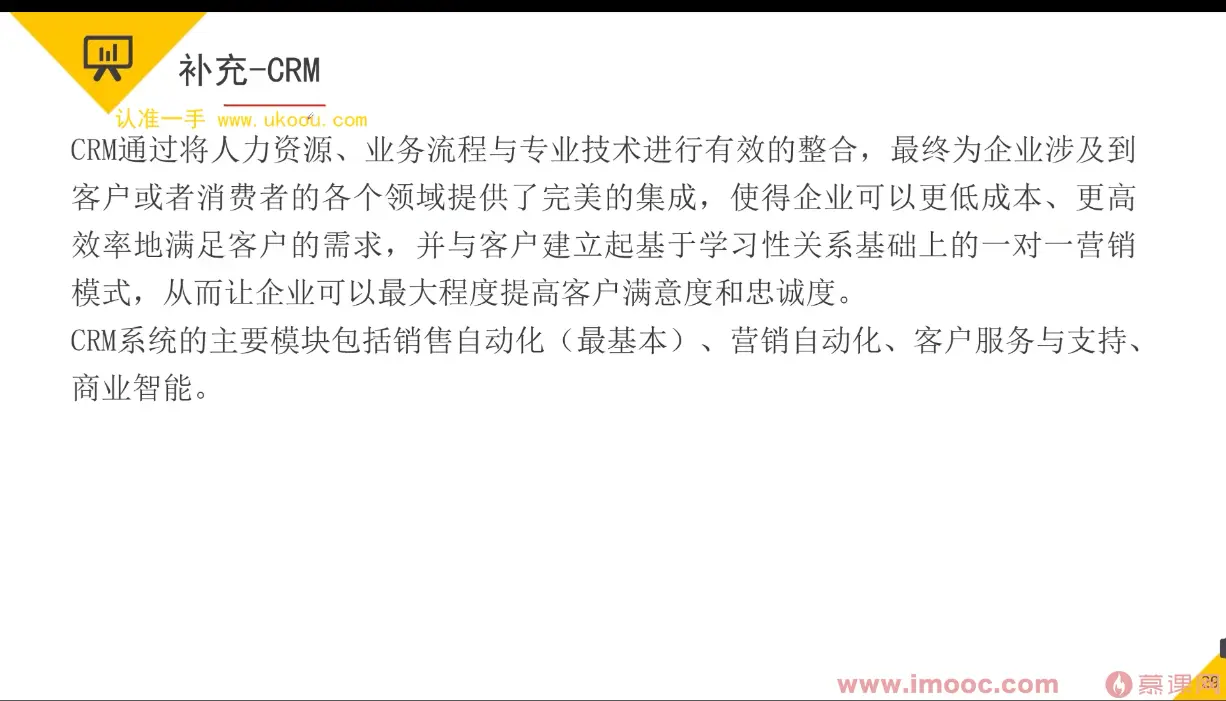 补充-CRM
认准一手 www.ukoou.com
CRM通过将人力资源、业务流程与专业技术进行有效的整合，最终为企业涉及到
客户或者消费者的各个领域提供了完美的集成，使得企业可以更低成本、更高
效率地满足客户的需求，并与客户建立起基于学习性关系基础上的一对一营销
模式，从而让企业可以最大程度提高客户满意度和忠诚度。
CRM系统的主要模块包括销售自动化（最基本）、营销自动化、客户服务与支持、
商业智能。
www.imooc.com 慕课网